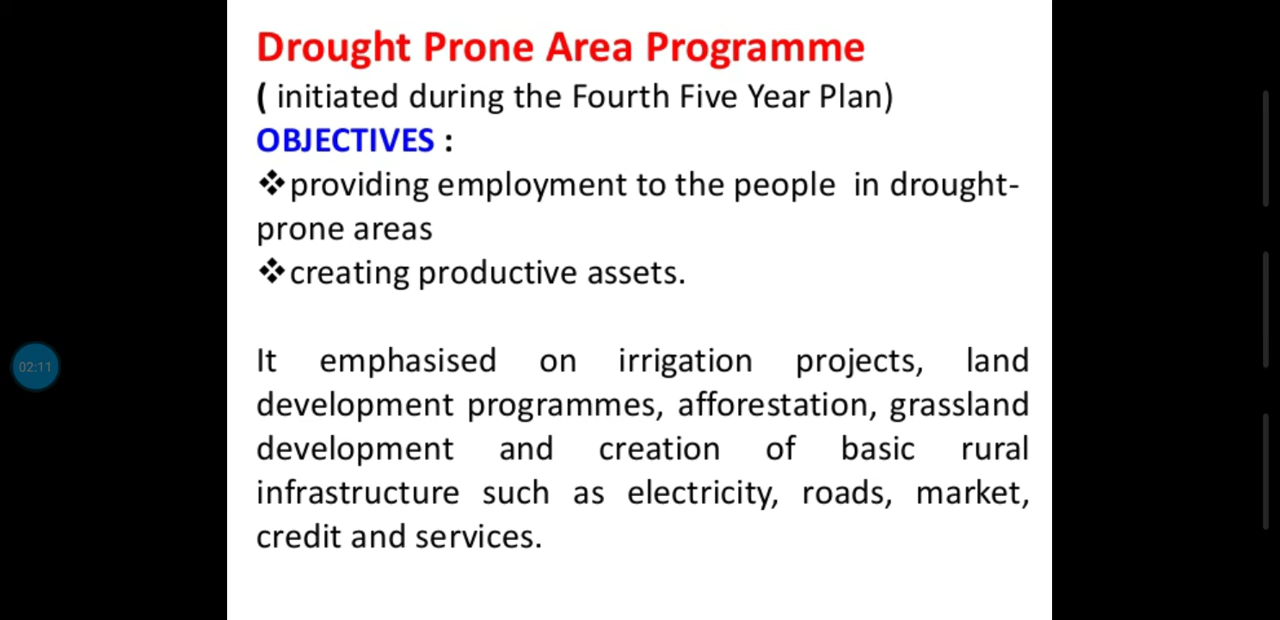 Drought Prone Area Programme
( initiated during the Fourth Five Year Plan)
OBJECTIVES :
❖providing employment to the people in drought-
prone areas
❖creating productive assets.
It emphasised on irrigation projects, land
development programmes, afforestation, grassland
development and creation of basic rural
infrastructure such as electricity, roads, market,
credit and services.
02:11